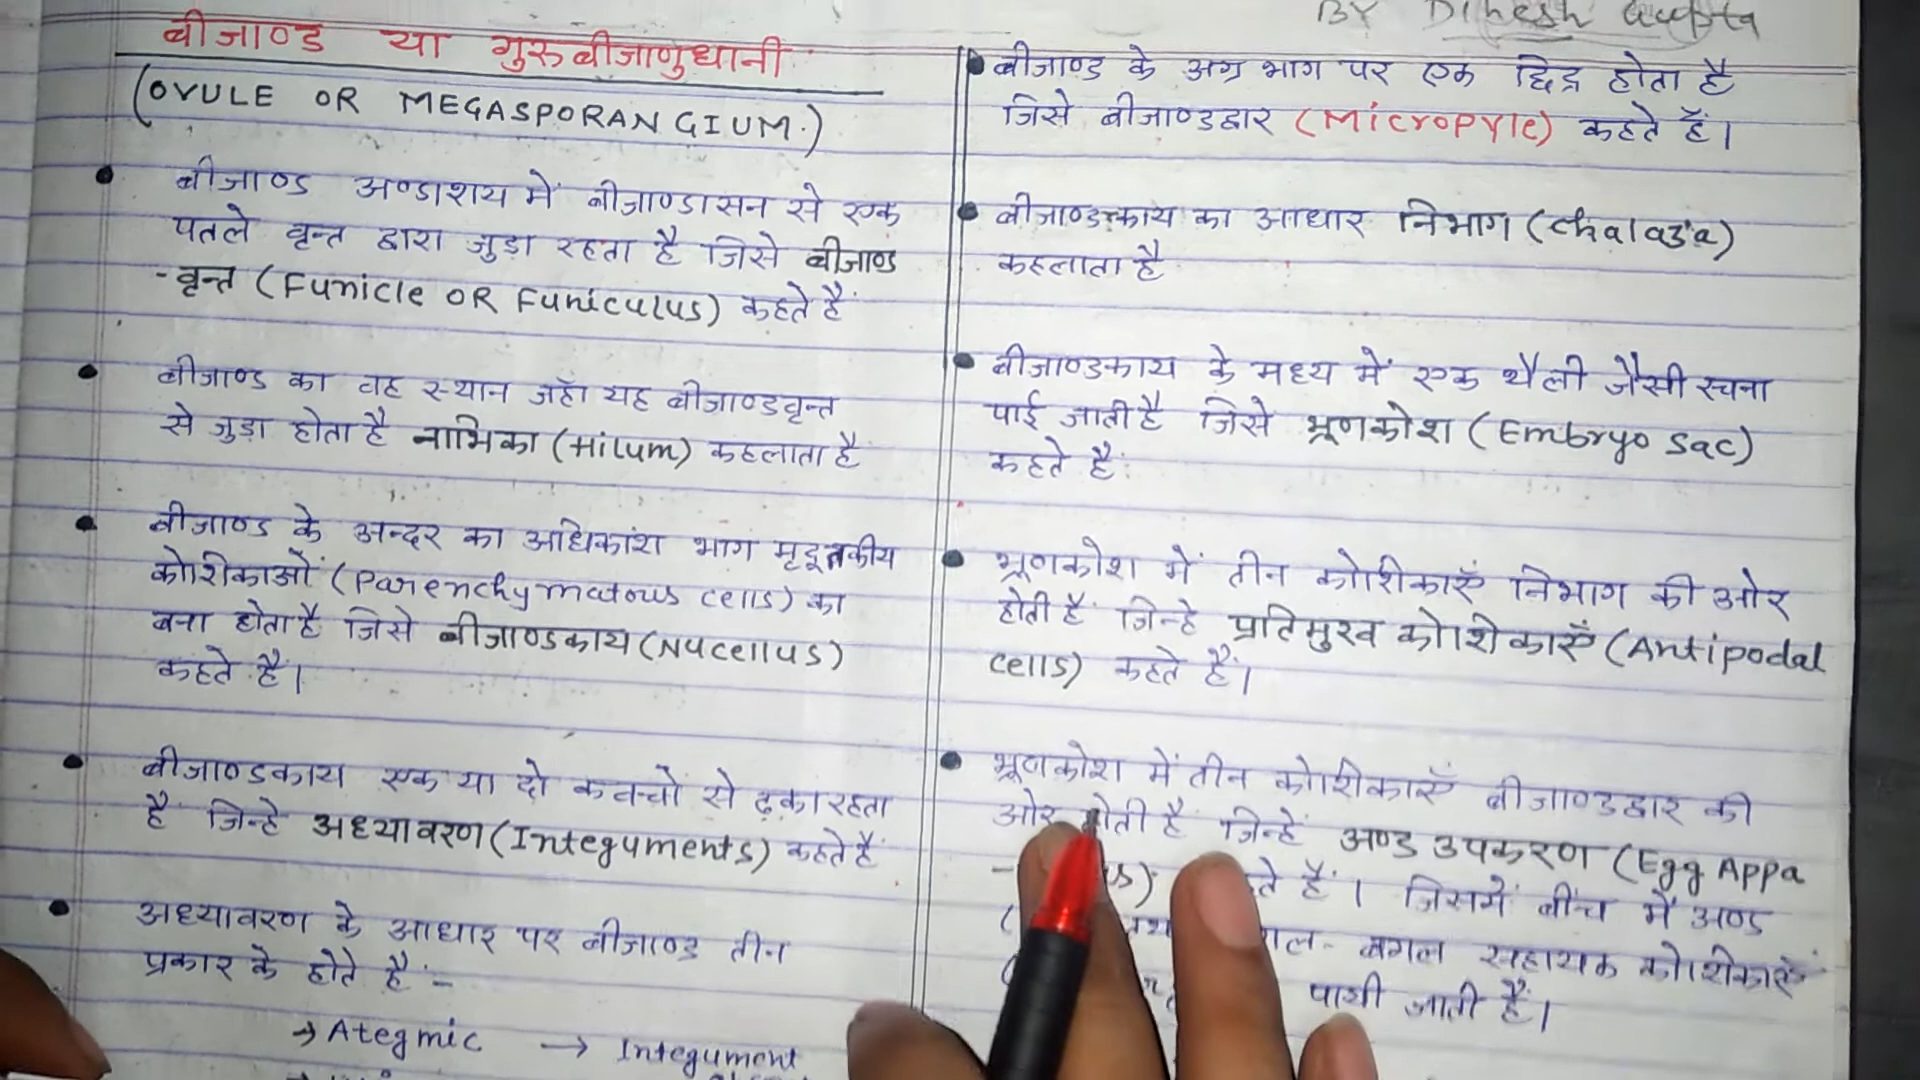 BY Dinesh Gupta
बीजाण्ड या गुरुबीजाणुधानी
(OVULE OR MEGASPORANGIUM.)
बीजाण्ड अण्डाशय में बीजाण्डासन से एक
पतले वृन्त द्वारा जुड़ा रहता है जिसे बीजाण्ड
-वृन्त (Funicle OR Funiculus) कहते हैं
बीजाण्ड का वह स्थान जहाँ यह बीजाण्डवृन्त
से जुड़ा होता है नाभिका (Hilum) कहलाता है
बीजाण्ड के अन्दर का अधिकांश भाग मृदूतकीय
कोशिकाओं (Parenchymatous cells) का
बना होता है जिसे बीजाण्डकाय (Nucellus)
कहते है।
बीजाण्डकाय एक या दो कवचों से ढ़का रहता
है जिन्हे अध्यावरण (Integuments) कहते हैं
अध्यावरण के आधार पर बीजाण्ड तीन
प्रकार के होते है :-
→ Ategmic → Integument
बीजाण्ड के अग्र भाग पर एक छिद्र होता है
जिसे बीजाण्डद्वार (Micropyle) कहते हैं।
बीजाण्डकाय का आधार निभाग (chalaza)
कहलाता है
बीजाण्डकाय के मध्य में एक थैली जैसी रचना
पाई जाती है जिसे भ्रूणकोश (Embryo sac)
कहते है
भ्रूणकोश में तीन कोशिकाएँ निभाग की ओर
होती हैं जिन्हे प्रतिमुख कोशिकाएँ (Antipodal
cells) कहते हैं।
भ्रूणकोश में तीन कोशिकाएँ बीजाण्डद्वार की
ओर होती है जिन्हें अण्ड उपकरण (Egg Appa
हैं। जिसमें बीच में अण्ड
बगल सहायक कोशिकाएँ
पायी जाती हैं।